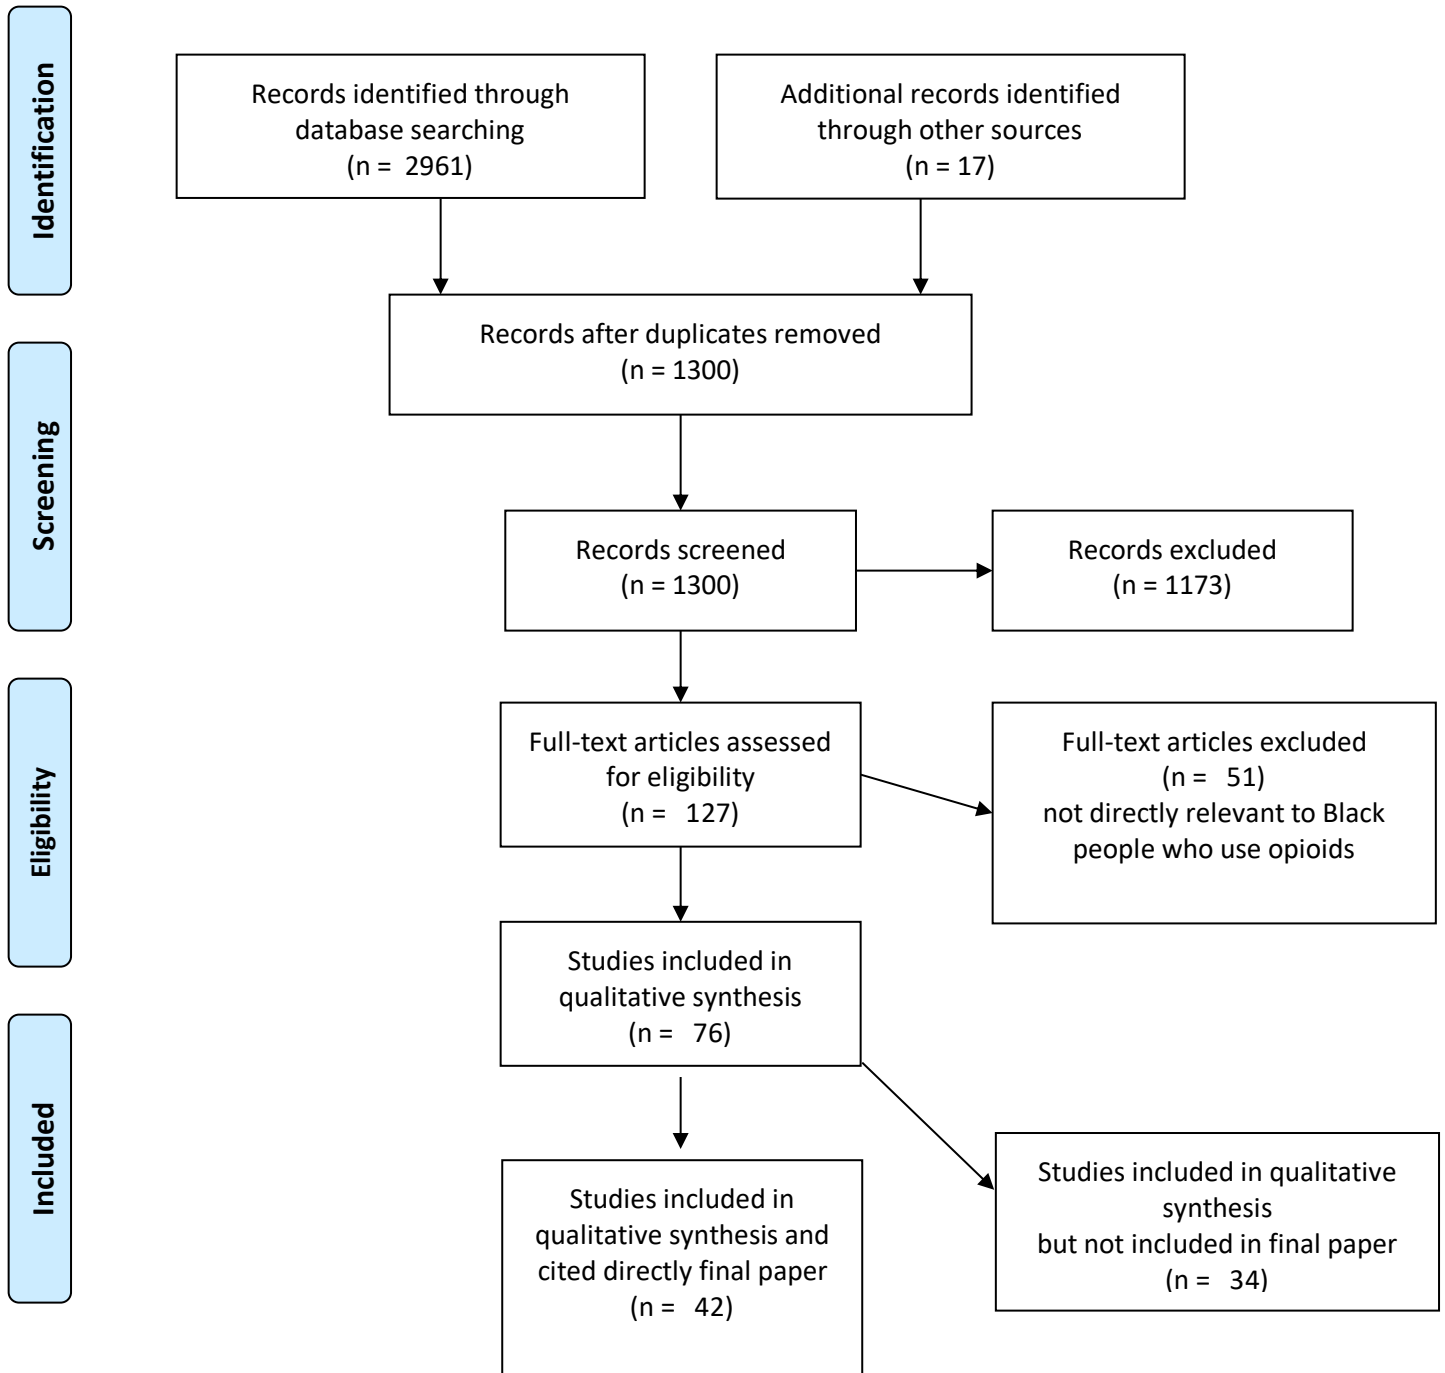 Identification
Records identified through
database searching
(n = 2961)
Additional records identified
through other sources
(n = 17)
Records after duplicates removed
(n = 1300)
Screening
Records screened
(n = 1300)
Records excluded
(n = 1173)
Eligibility
Full-text articles assessed
for eligibility
(n = 127)
Full-text articles excluded
(n = 51)
not directly relevant to Black
people who use opioids
Studies included in
qualitative synthesis
(n = 76)
Included
Studies included in
qualitative synthesis and
cited directly final paper
(n = 42)
Studies included in qualitative
synthesis
but not included in final paper
(n = 34)